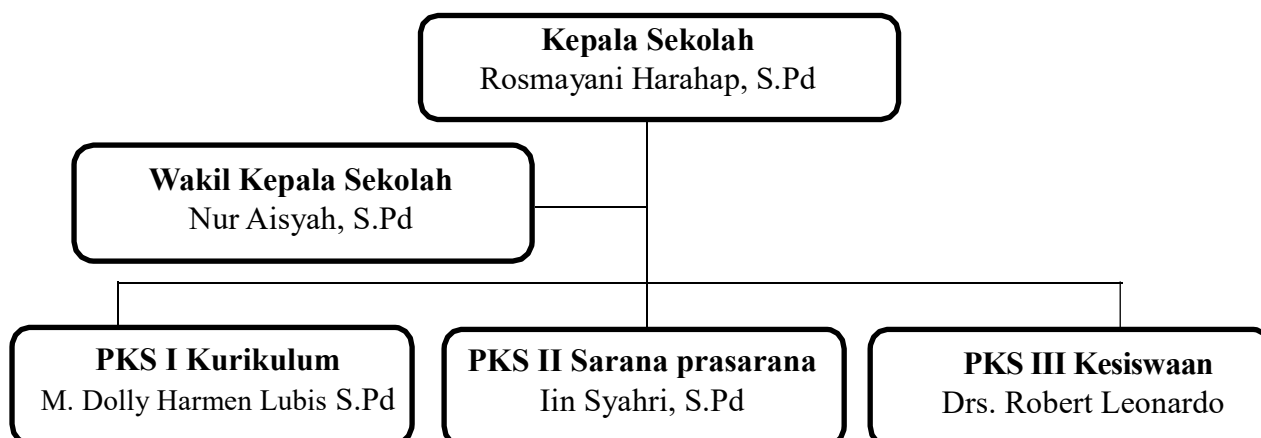 Kepala Sekolah
Rosmayani Harahap, S.Pd
Wakil Kepala Sekolah
Nur Aisyah, S.Pd
PKS I Kurikulum
M. Dolly Harmen Lubis S.Pd
PKS II Sarana prasarana
Iin Syahri, S.Pd
PKS III Kesiswaan
Drs. Robert Leonardo